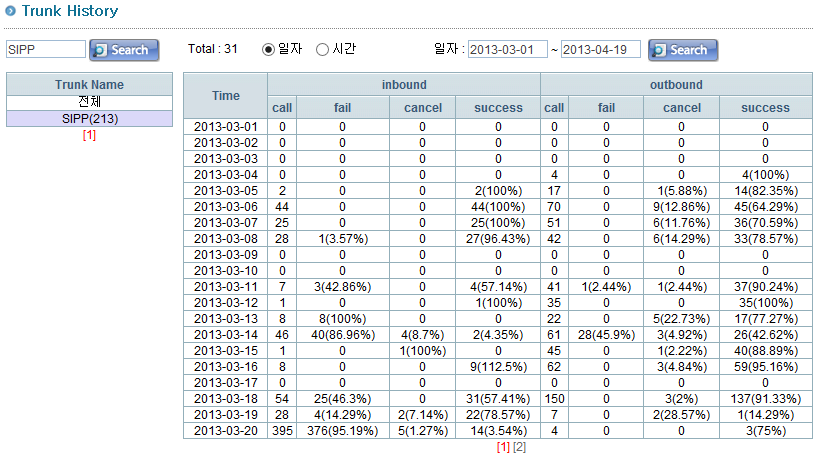 Trunk History
SIPP Search Total : 31 일자 시간 일자 : 2013-03-01 ~ 2013-04-19 Search
Trunk Name
전체
SIPP(213)
[1]
Time inbound outbound
call fail cancel success call fail cancel success
2013-03-01 0 0 0 0 0 0 0 0
2013-03-02 0 0 0 0 0 0 0 0
2013-03-03 0 0 0 0 0 0 0 0
2013-03-04 0 0 0 0 4 0 0 4(100%)
2013-03-05 2 0 0 2(100%) 17 0 1(5.88%) 14(82.35%)
2013-03-06 44 0 0 44(100%) 70 0 9(12.86%) 45(64.29%)
2013-03-07 25 0 0 25(100%) 51 0 6(11.76%) 36(70.59%)
2013-03-08 28 1(3.57%) 0 27(96.43%) 42 0 6(14.29%) 33(78.57%)
2013-03-09 0 0 0 0 0 0 0 0
2013-03-10 0 0 0 0 0 0 0 0
2013-03-11 7 3(42.86%) 0 4(57.14%) 41 1(2.44%) 1(2.44%) 37(90.24%)
2013-03-12 1 0 0 1(100%) 35 0 0 35(100%)
2013-03-13 8 8(100%) 0 0 22 0 5(22.73%) 17(77.27%)
2013-03-14 46 40(86.96%) 4(8.7%) 2(4.35%) 61 28(45.9%) 3(4.92%) 26(42.62%)
2013-03-15 1 0 1(100%) 0 45 0 1(2.22%) 40(88.89%)
2013-03-16 8 0 0 9(112.5%) 62 0 3(4.84%) 59(95.16%)
2013-03-17 0 0 0 0 0 0 0 0
2013-03-18 54 25(46.3%) 0 31(57.41%) 150 0 3(2%) 137(91.33%)
2013-03-19 28 4(14.29%) 2(7.14%) 22(78.57%) 7 0 2(28.57%) 1(14.29%)
2013-03-20 395 376(95.19%) 5(1.27%) 14(3.54%) 4 0 0 3(75%)
[1] [2]